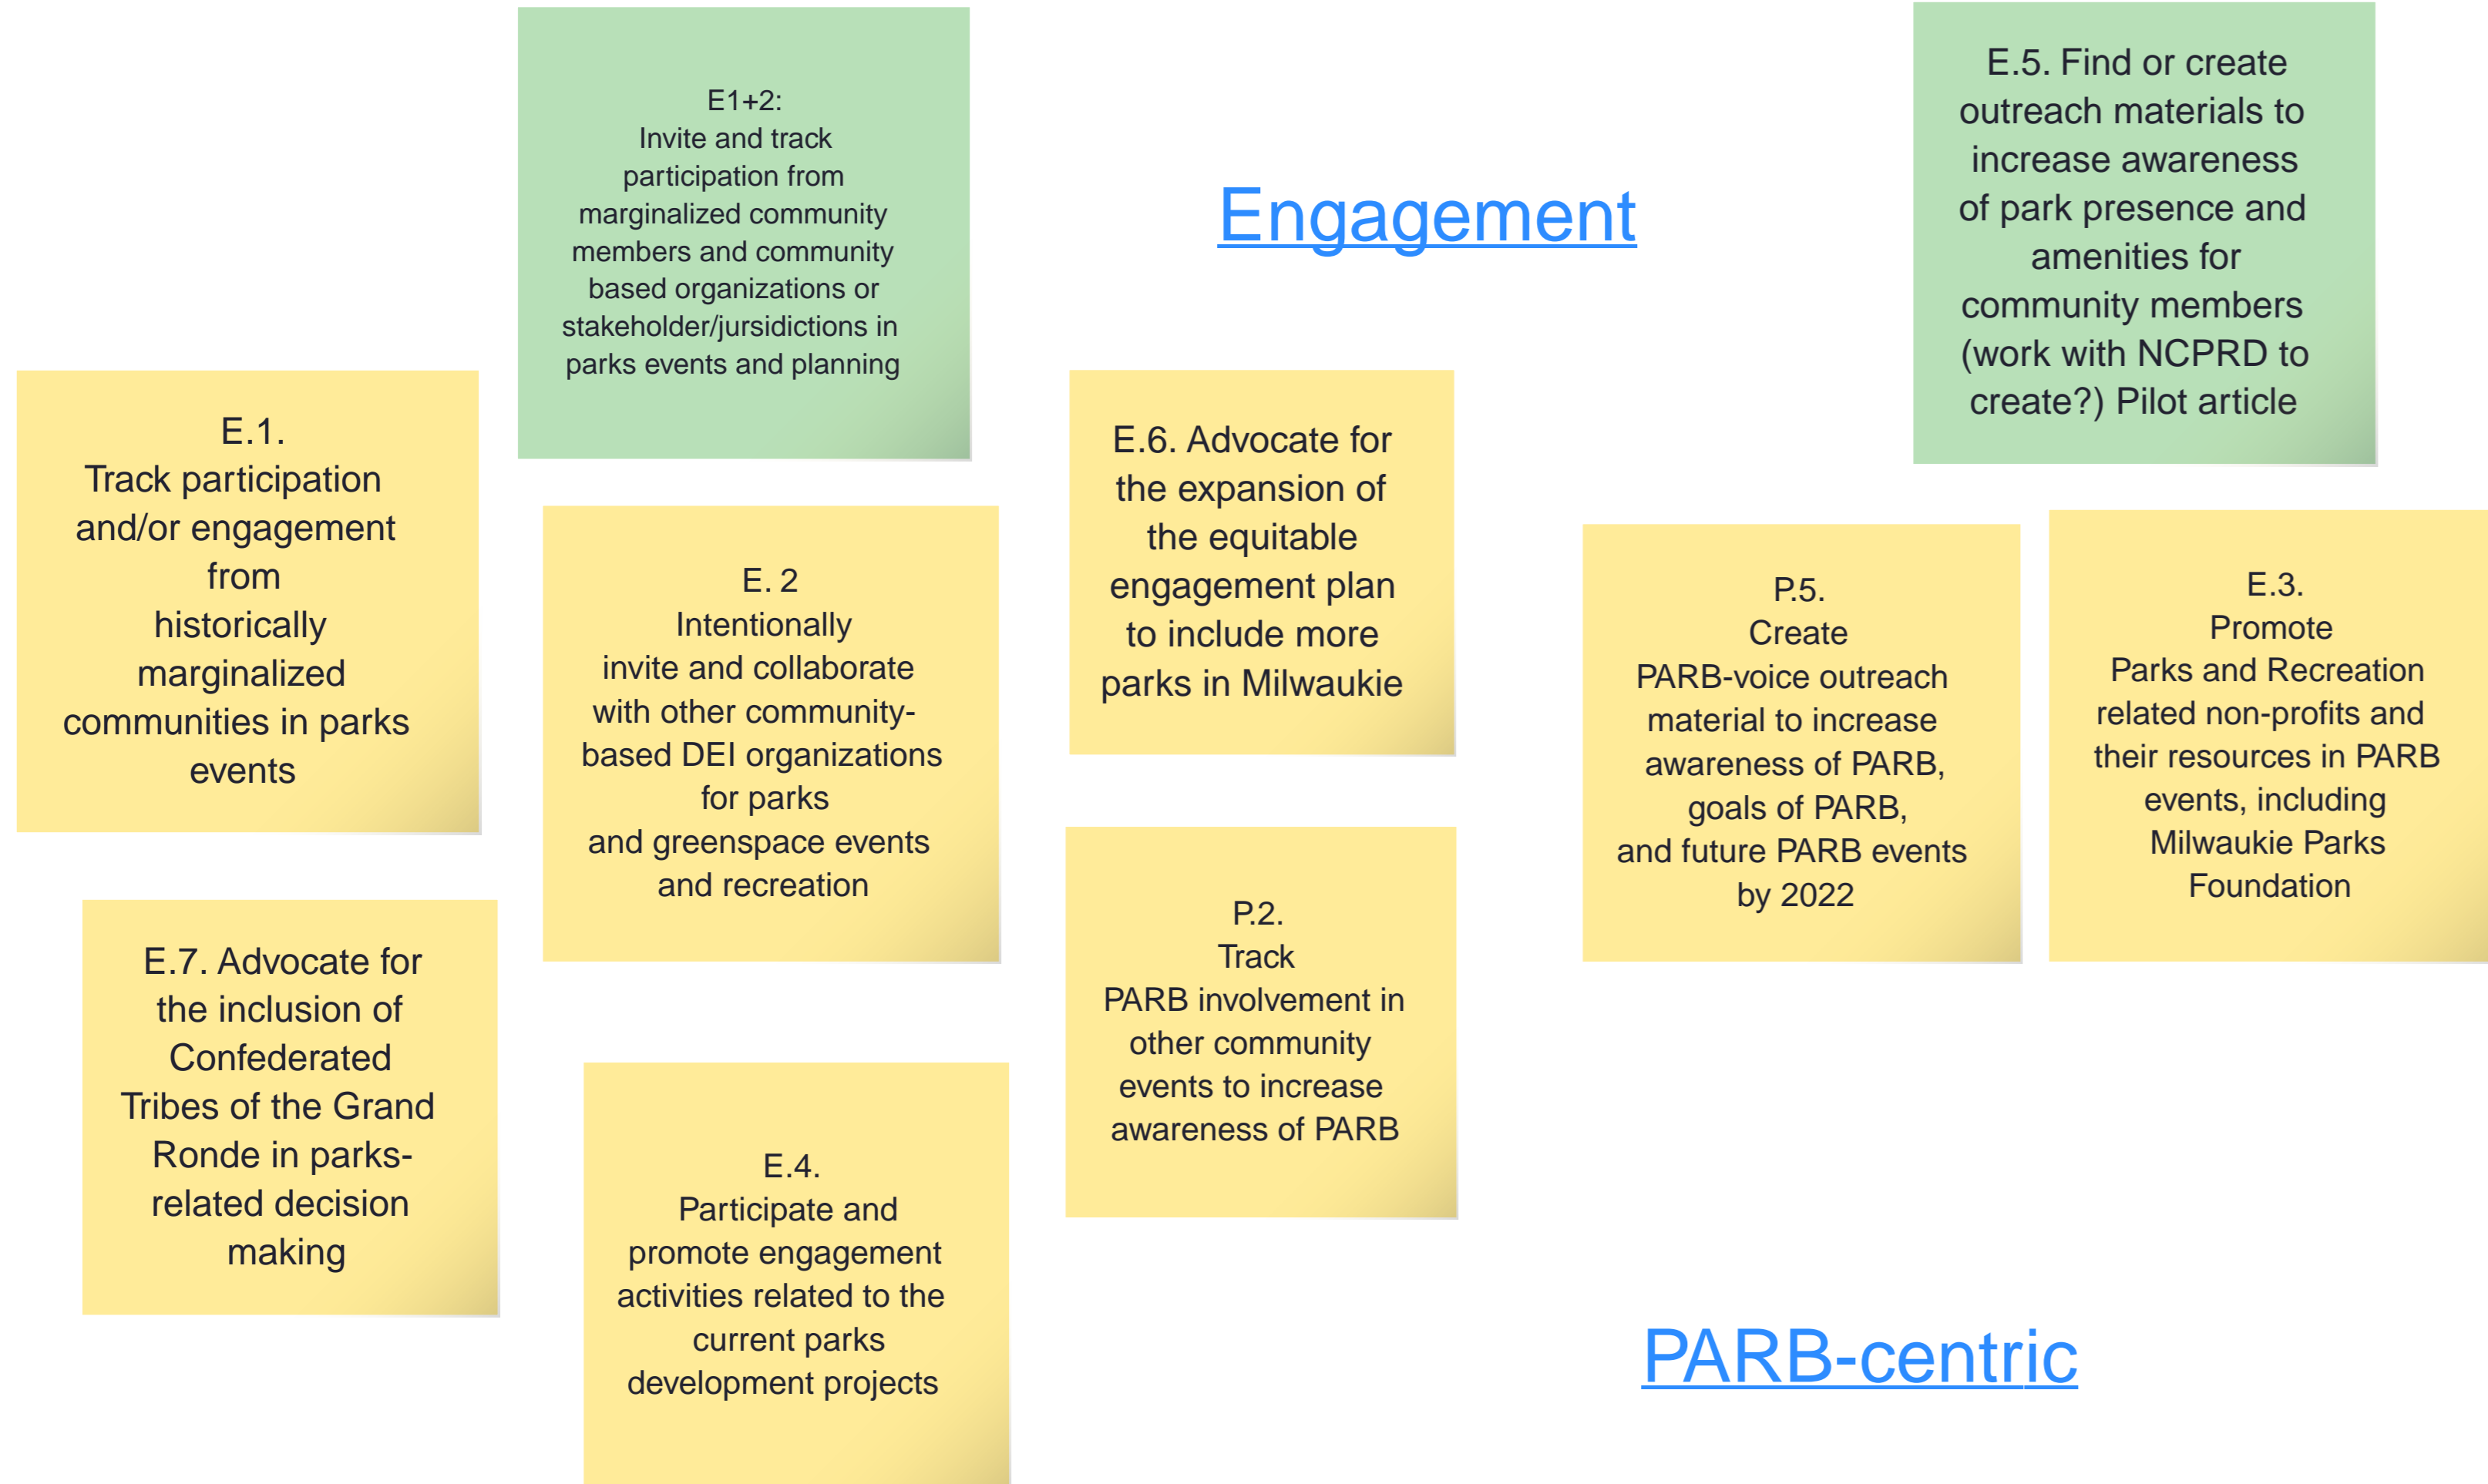 E1+2:
Invite and track
participation from
marginalized community
members and community
based organizations or
stakeholder/jursidictions in
parks events and planning
Engagement
E.5. Find or create
outreach materials to
increase awareness
of park presence and
amenities for
community members
(work with NCPRD to
create?) Pilot article
E.1.
Track participation
and/or engagement
from
historically
marginalized
communities in parks
events
E. 2
Intentionally
invite and collaborate
with other community-
based DEI organizations
for parks
and greenspace events
and recreation
E.6. Advocate for
the expansion of
the equitable
engagement plan
to include more
parks in Milwaukie
P.5.
Create
PARB-voice outreach
material to increase
awareness of PARB,
goals of PARB,
and future PARB events
by 2022
E.3.
Promote
Parks and Recreation
related non-profits and
their resources in PARB
events, including
Milwaukie Parks
Foundation
E.7. Advocate for
the inclusion of
Confederated
Tribes of the Grand
Ronde in parks-
related decision
making
E.4.
Participate and
promote engagement
activities related to the
current parks
development projects
P.2.
Track
PARB involvement in
other community
events to increase
awareness of PARB
PARB-centric